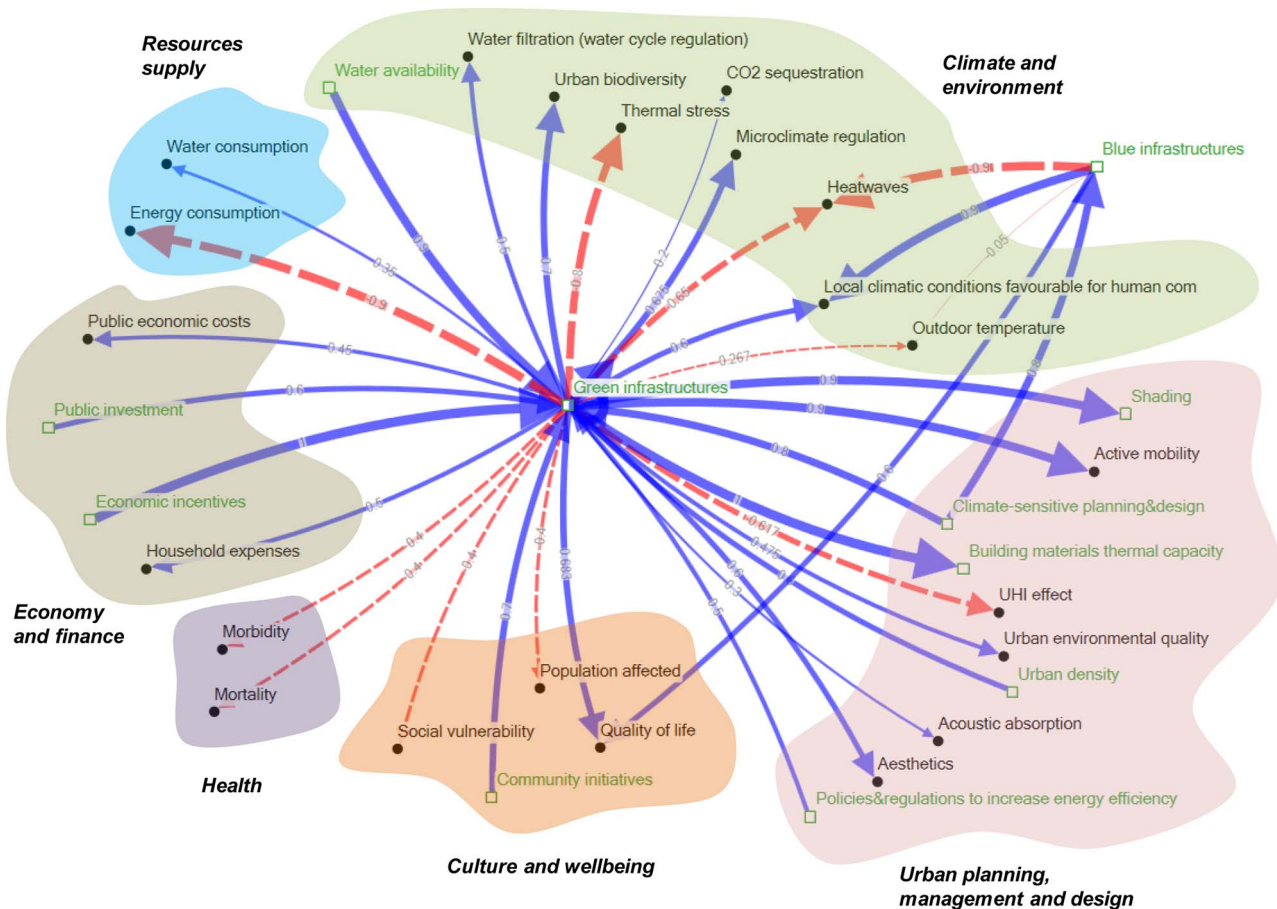 Water filtration (water cycle regulation)
Resources
supply
Water availability
Urban biodiversity
CO2 sequestration
Climate and
environment
Thermal stress
Water consumption
Microclimate regulation
Blue infrastructures
-0.9
Heatwaves
0.9
Energy consumption
0.9
0.5
0.7
-0.8
0.2
-0.05
0.35
0.675
-0.65
-0.9
Local climatic conditions favourable for human com
Public economic costs
0.45
0.6
Outdoor temperature
-0.267
0.8
Green infrastructures
0.9
Shading
Public investment
0.6
0.9
Active mobility
0.8
0.6
Economic incentives
1
0.5
1
-0.617
Climate-sensitive planning&design
Household expenses
-0.4
-0.4
-0.4
-0.4
0.683
0.475
0.6
0.3
Building materials thermal capacity
Economy
and finance
0.7
0.5
UHI effect
Morbidity
Urban environmental quality
Population affected
Urban density
Mortality
Social vulnerability
Quality of life
Acoustic absorption
Aesthetics
Health
Community initiatives
Policies&regulations to increase energy efficiency
Culture and wellbeing
Urban planning,
management and design